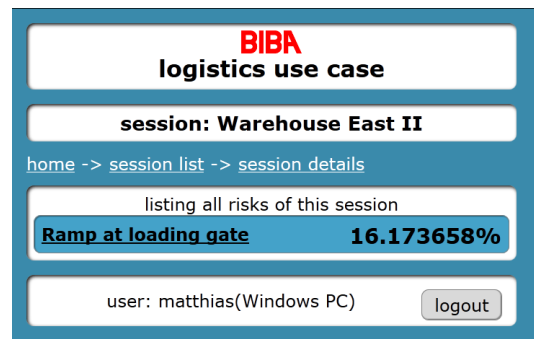 BIBA
logistics use case
session: Warehouse East II
home -> session list -> session details
listing all risks of this session
Ramp at loading gate 16.173658%
user: matthias(Windows PC) logout